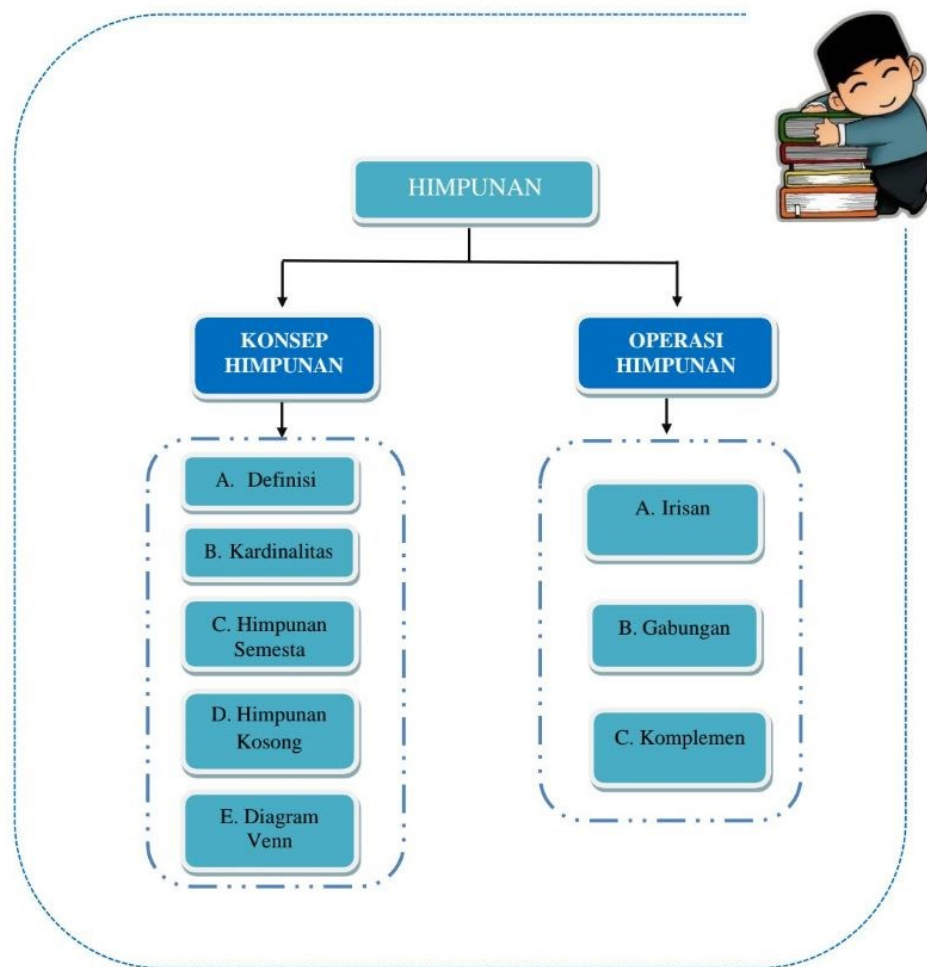 HIMPUNAN
KONSEP
HIMPUNAN
A. Definisi
B. Kardinalitas
C. Himpunan
Semesta
D. Himpunan
Kosong
E. Diagram
Venn
OPERASI
HIMPUNAN
A. Irisan
B. Gabungan
C. Komplemen